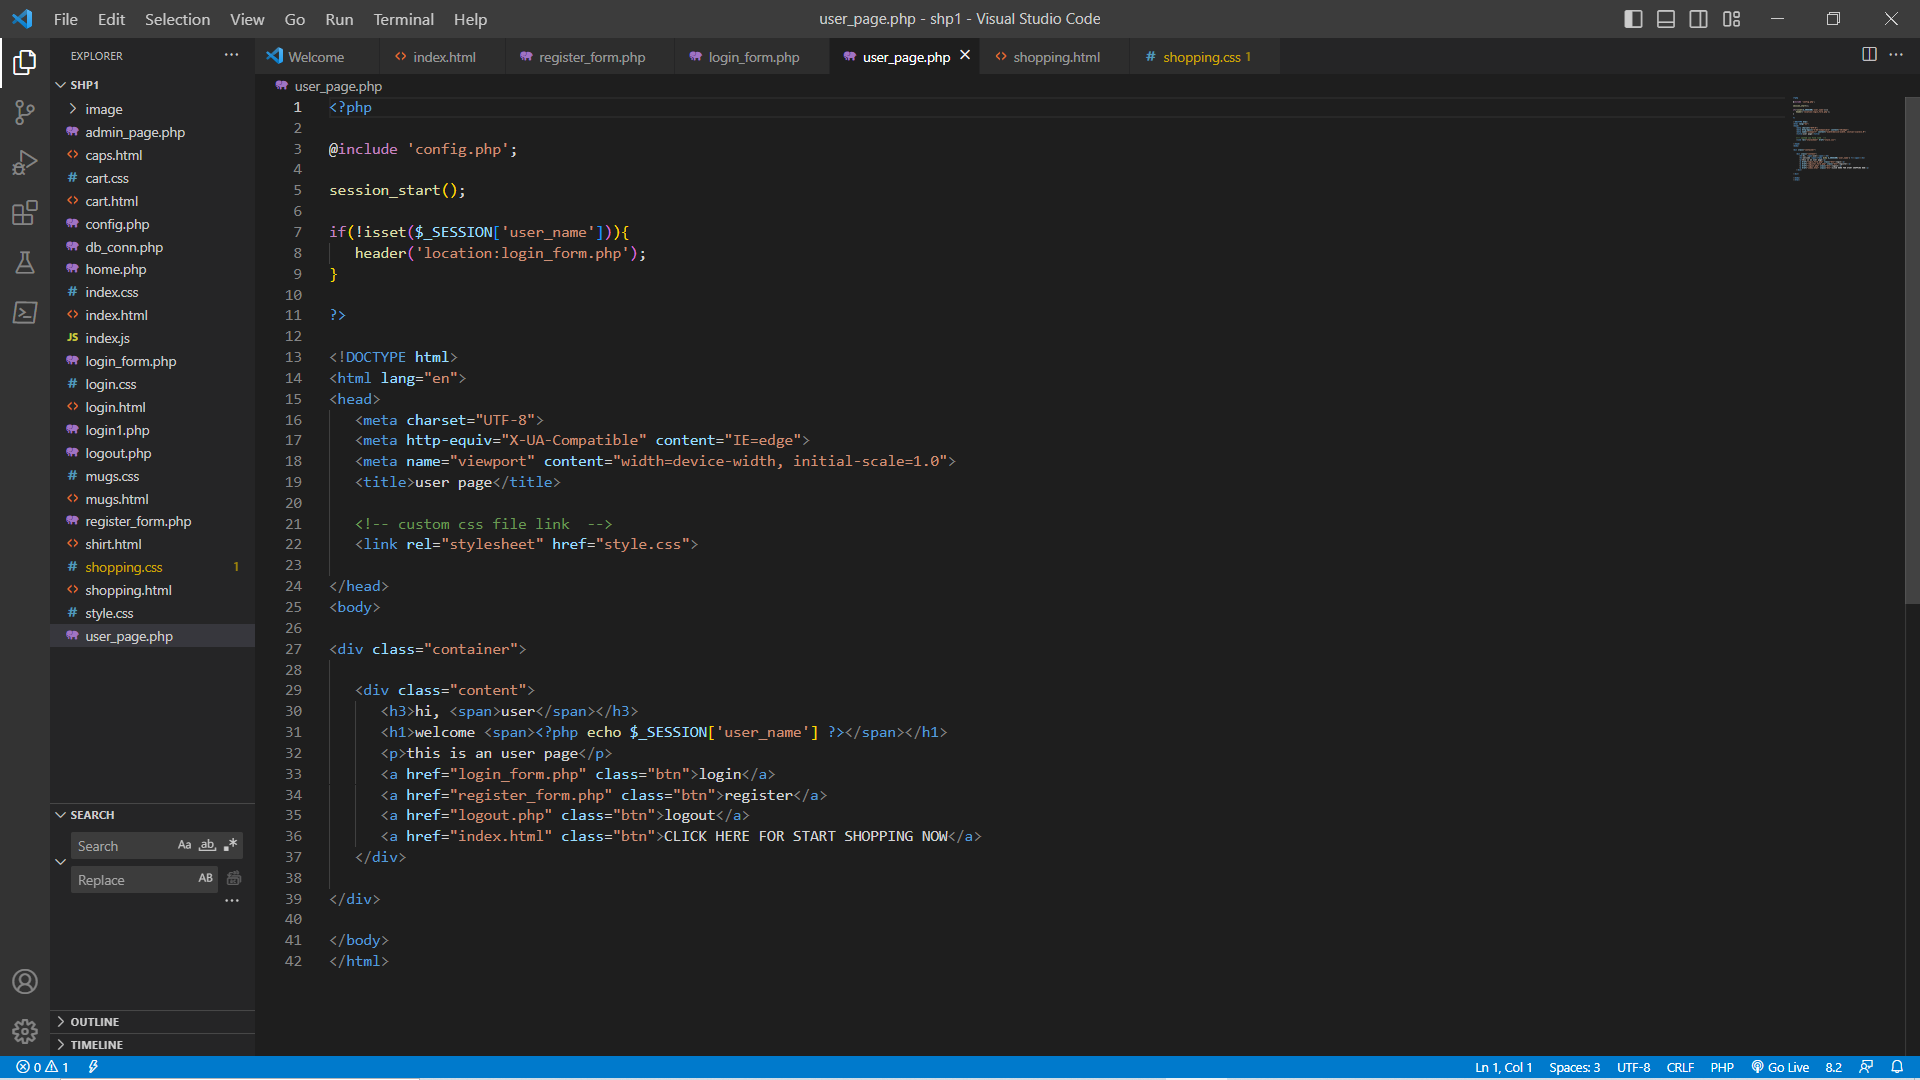 File Edit Selection View Go Run Terminal Help
user_page.php - shp1 - Visual Studio Code
EXPLORER
SHP1
image
admin_page.php
caps.html
cart.css
cart.html
config.php
db_conn.php
home.php
index.css
index.html
JS index.js
login_form.php
login.css
login.html
login1.php
logout.php
mugs.css
mugs.html
register_form.php
shirt.html
shopping.css 1
shopping.html
style.css
user_page.php
SEARCH
Search Aa ab
Replace AB
OUTLINE
TIMELINE
Welcome index.html register_form.php login_form.php user_page.php shopping.html # shopping.css 1
user_page.php
1 <?php
2
3 @include 'config.php';
4
5 session_start();
6
7 if(!isset($_SESSION['user_name'])){
8 header('location:login_form.php');
9 }
10
11 ?>
12
13 <!DOCTYPE html>
14 <html lang="en">
15 <head>
16 <meta charset="UTF-8">
17 <meta http-equiv="X-UA-Compatible" content="IE=edge">
18 <meta name="viewport" content="width=device-width, initial-scale=1.0">
19 <title>user page</title>
20
21 <!-- custom css file link  -->
22 <link rel="stylesheet" href="style.css">
23
24 </head>
25 <body>
26
27 <div class="container">
28
29 <div class="content">
30 <h3>hi, <span>user</span></h3>
31 <h1>welcome <span><?php echo $_SESSION['user_name'] ?></span></h1>
32 <p>this is an user page</p>
33 <a href="login_form.php" class="btn">login</a>
34 <a href="register_form.php" class="btn">register</a>
35 <a href="logout.php" class="btn">logout</a>
36 <a href="index.html" class="btn">CLICK HERE FOR START SHOPPING NOW</a>
37 </div>
38
39 </div>
40
41 </body>
42 </html>
0 1 Ln 1, Col 1 Spaces: 3 UTF-8 CRLF PHP Go Live 8.2